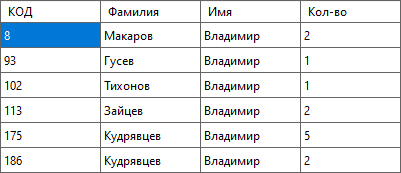 КОД Фамилия Имя Кол-во
8 Макаров Владимир 2
93 Гусев Владимир 1
102 Тихонов Владимир 1
113 Зайцев Владимир 2
175 Кудрявцев Владимир 5
186 Кудрявцев Владимир 2